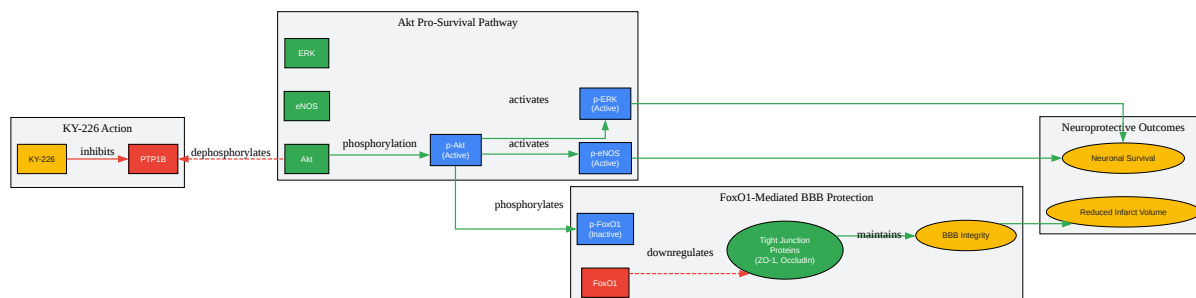 Akt Pro-Survival Pathway
ERK
eNOS
Akt
phosphorylation
p-Akt
(Active)
activates
activates
p-ERK
(Active)
p-eNOS
(Active)
KY-226 Action
KY-226
inhibits
PTP1B
dephosphorylates
phosphorylates
FoxO1-Mediated BBB Protection
p-FoxO1
(Inactive)
FoxO1
downregulates
Tight Junction
Proteins
(ZO-1, Occludin)
maintains
BBB Integrity
Neuroprotective Outcomes
Neuronal Survival
Reduced Infarct Volume